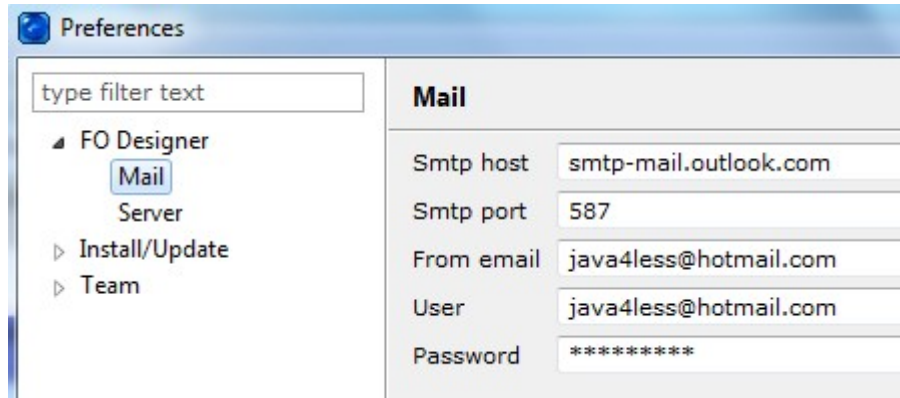 Preferences
type filter text
FO Designer
Mail
Server
Install/Update
Team
Mail
Smtp host smtp-mail.outlook.com
Smtp port 587
From email java4less@hotmail.com
User java4less@hotmail.com
Password *********